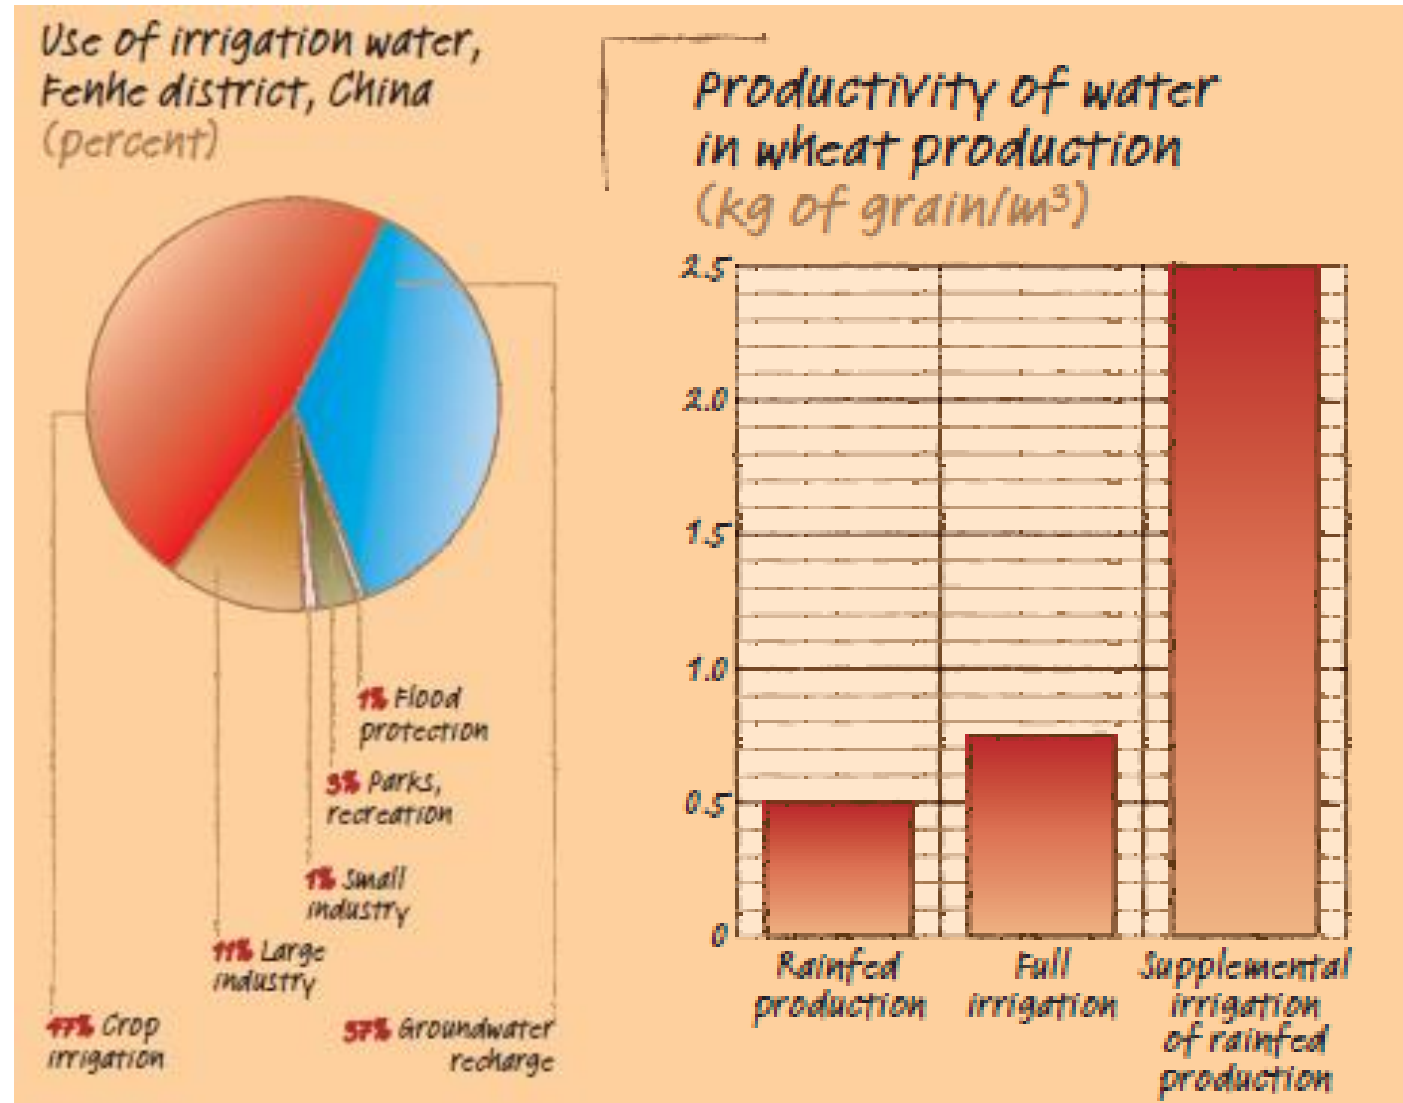 Use of irrigation water,
Fenhe district, China
(percent)
1% Flood
protection
3% Parks,
recreation
1% Small
industry
11% Large
industry
47% Crop
irrigation
37% Groundwater
recharge
Productivity of water
in wheat production
(kg of grain/m³)
2.5
2.0
1.5
1.0
0.5
0
Rainfed
production
Full
irrigation
Supplemental
irrigation
of rainfed
production